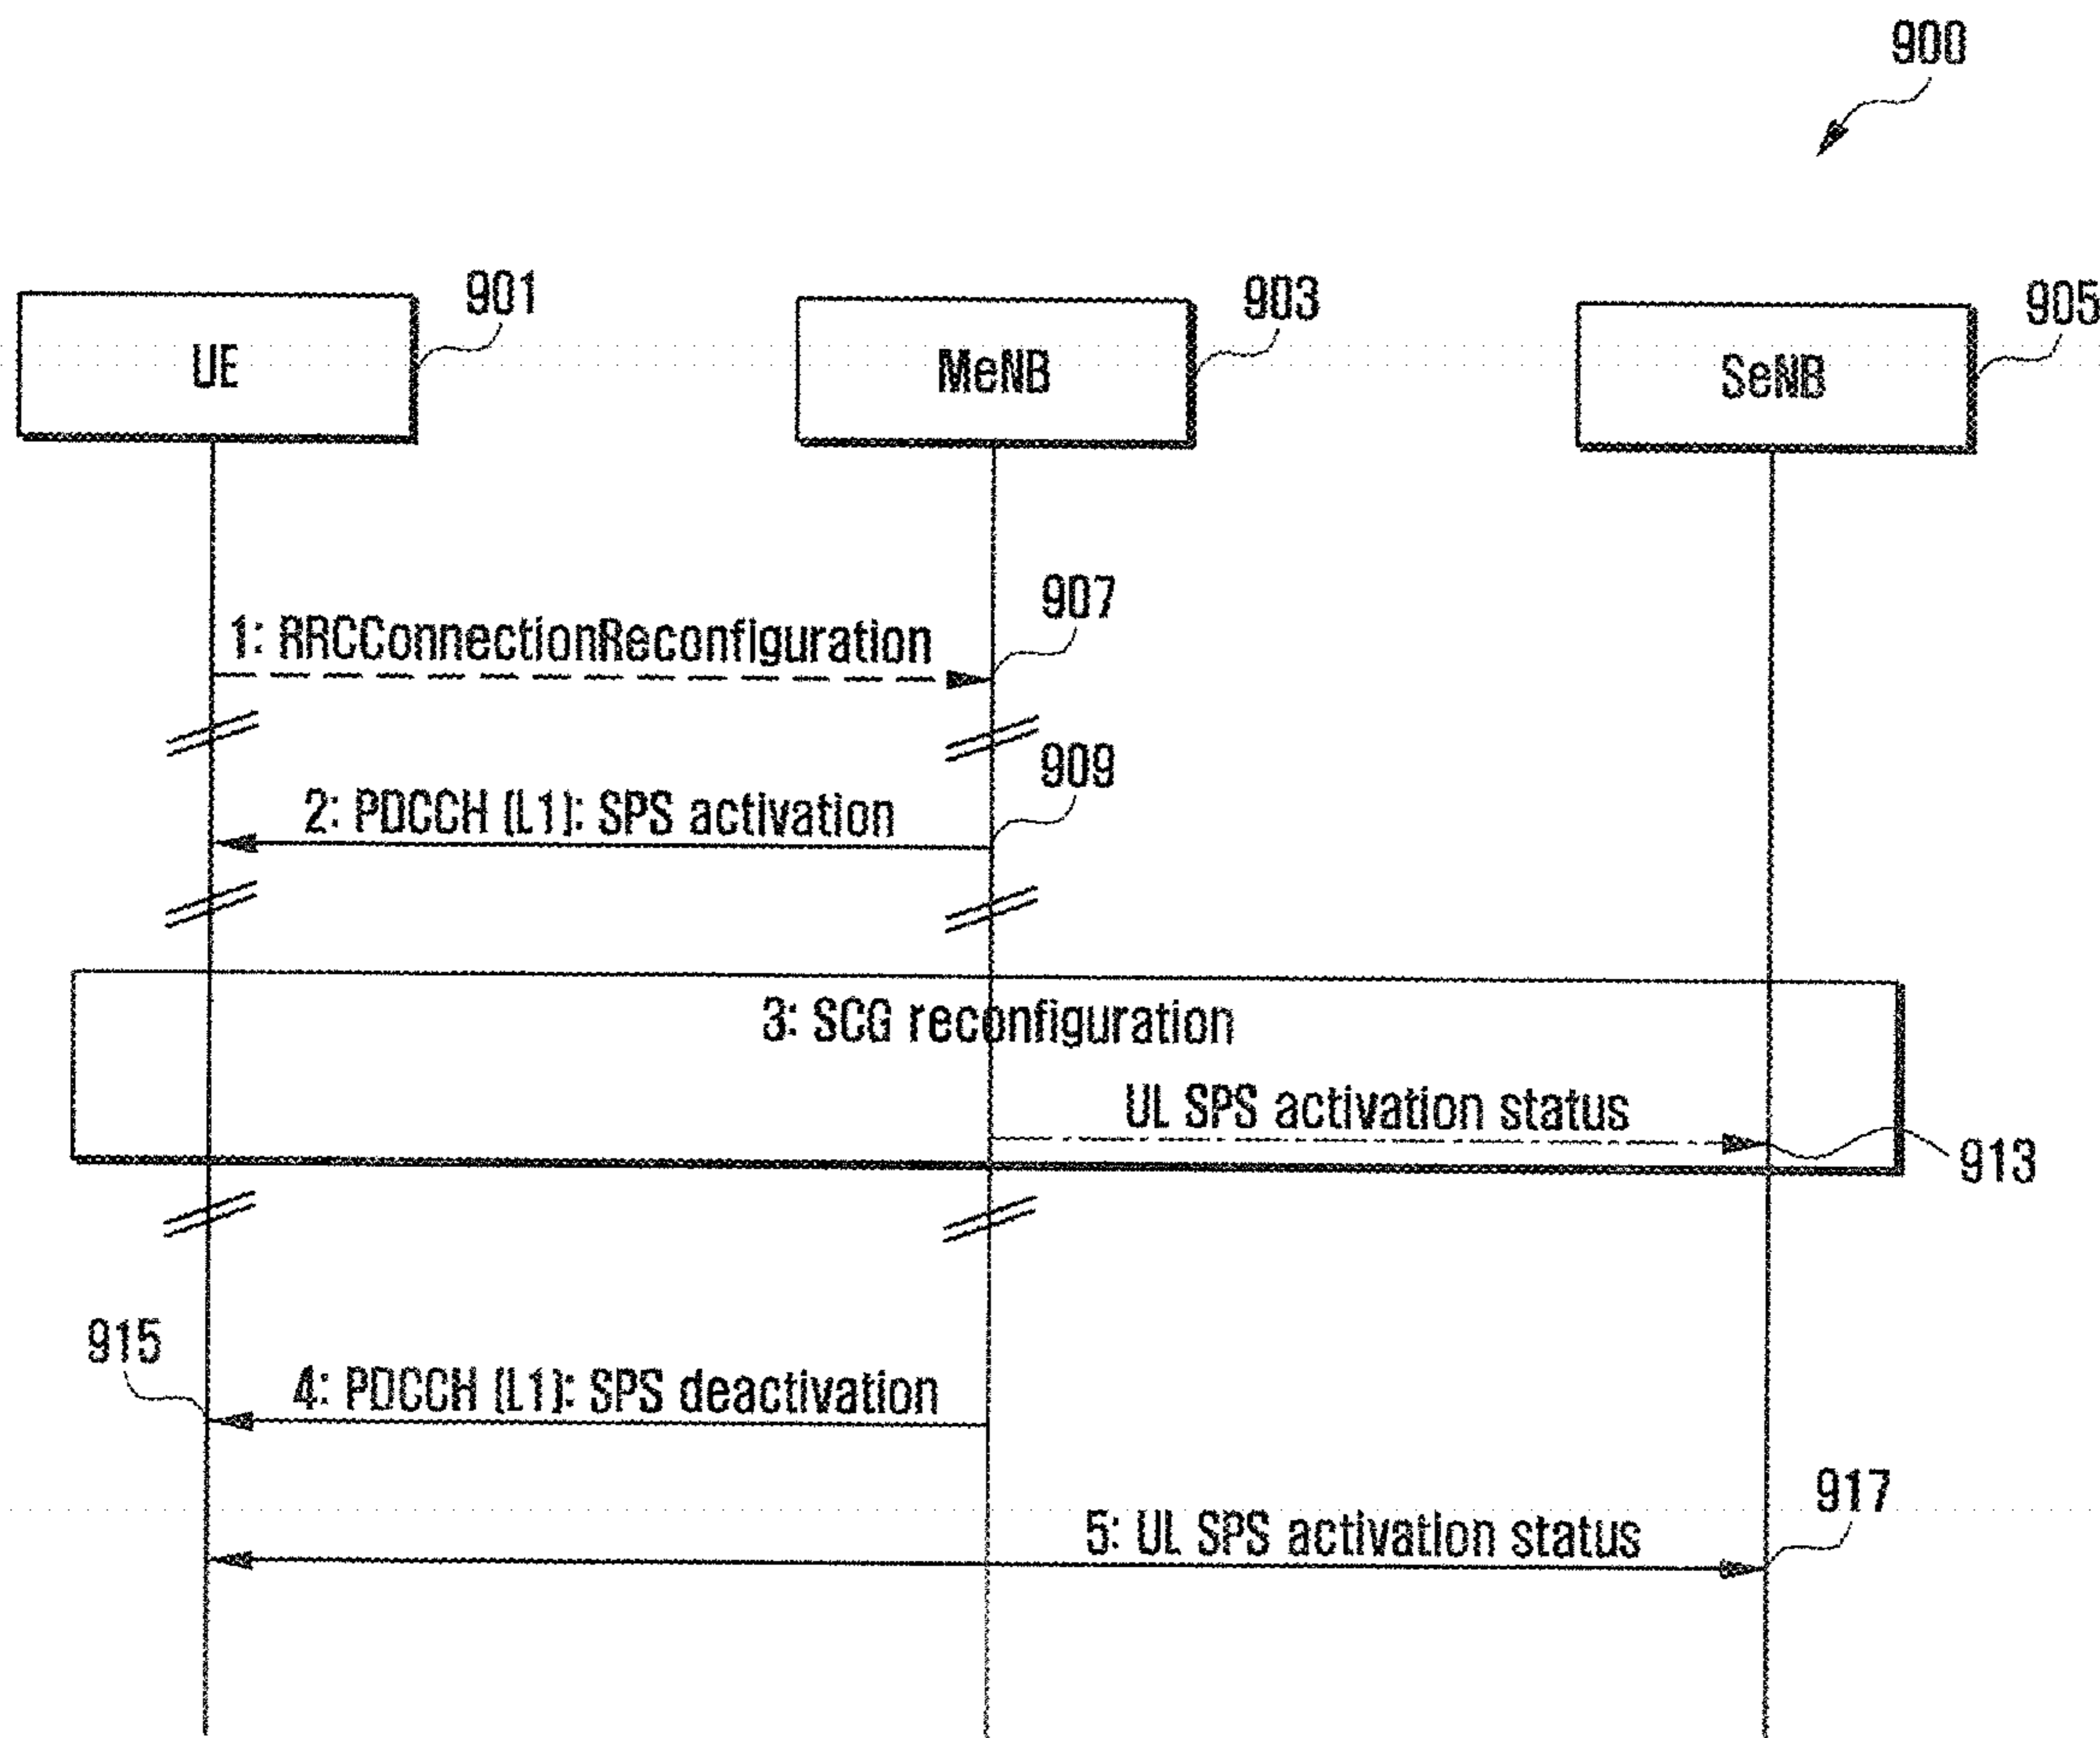 900
901
903
905
UE
MeNB
SeNB
907
1: RRCConnectionReconfiguration
909
2: PDCCH (L1): SPS activation
3: SCG reconfiguration
UL SPS activation status
913
915
4: PDCCH (L1): SPS deactivation
917
5: UL SPS activation status